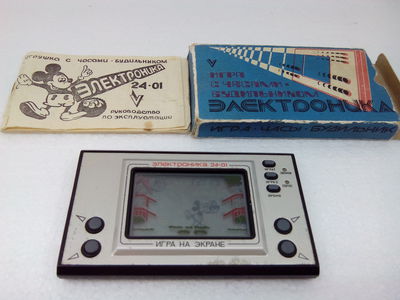 ИГРУШКА С ЧАСАМИ - БУДИЛЬНИКОМ
ЭЛЕКТРОНИКА
24-01
РУКОВОДСТВО
ПО ЭКСПЛУАТАЦИИ
ИГРА
С ЧАСАМИ-
БУДИЛЬНИКОМ
ЭЛЕКТРОНИКА
ИГРА·ЧАСЫ·БУДИЛЬНИК
электроника 24-01
ИГРА НА ЭКРАНЕ